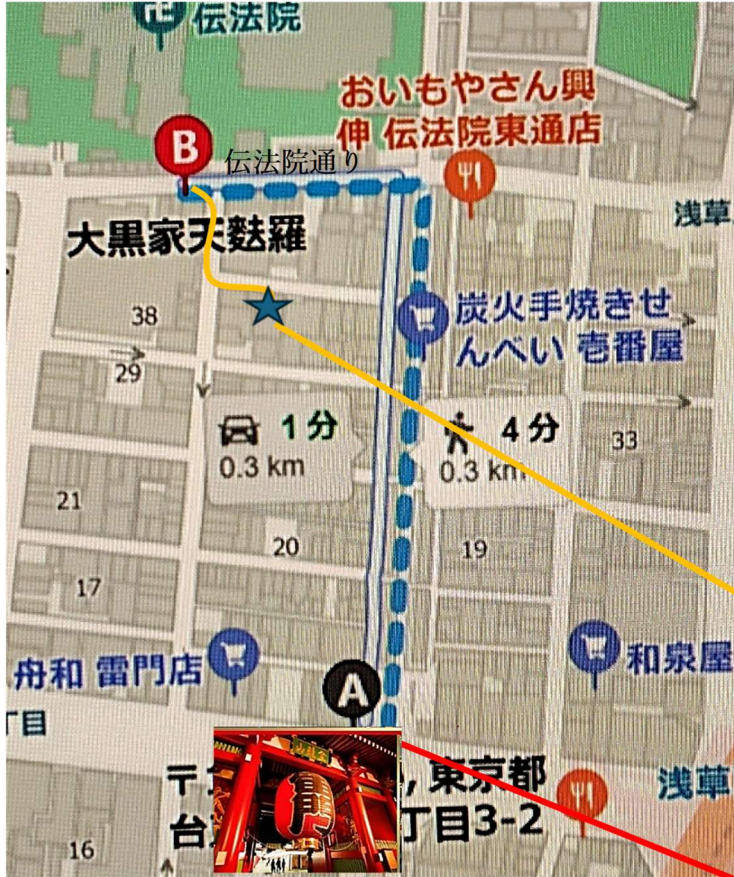 伝法院
おいもやさん興
伸 伝法院東通店
B
伝法院通り
浅草
大黒家天麩羅
炭火手焼きせ
んべい 壱番屋
38
29
1 分
0.3 km
4 分
0.3 km
33
21
20
19
17
舟和 雷門店
A
和泉屋
丁目
〒
東京都
浅草
台
丁目3-2
16